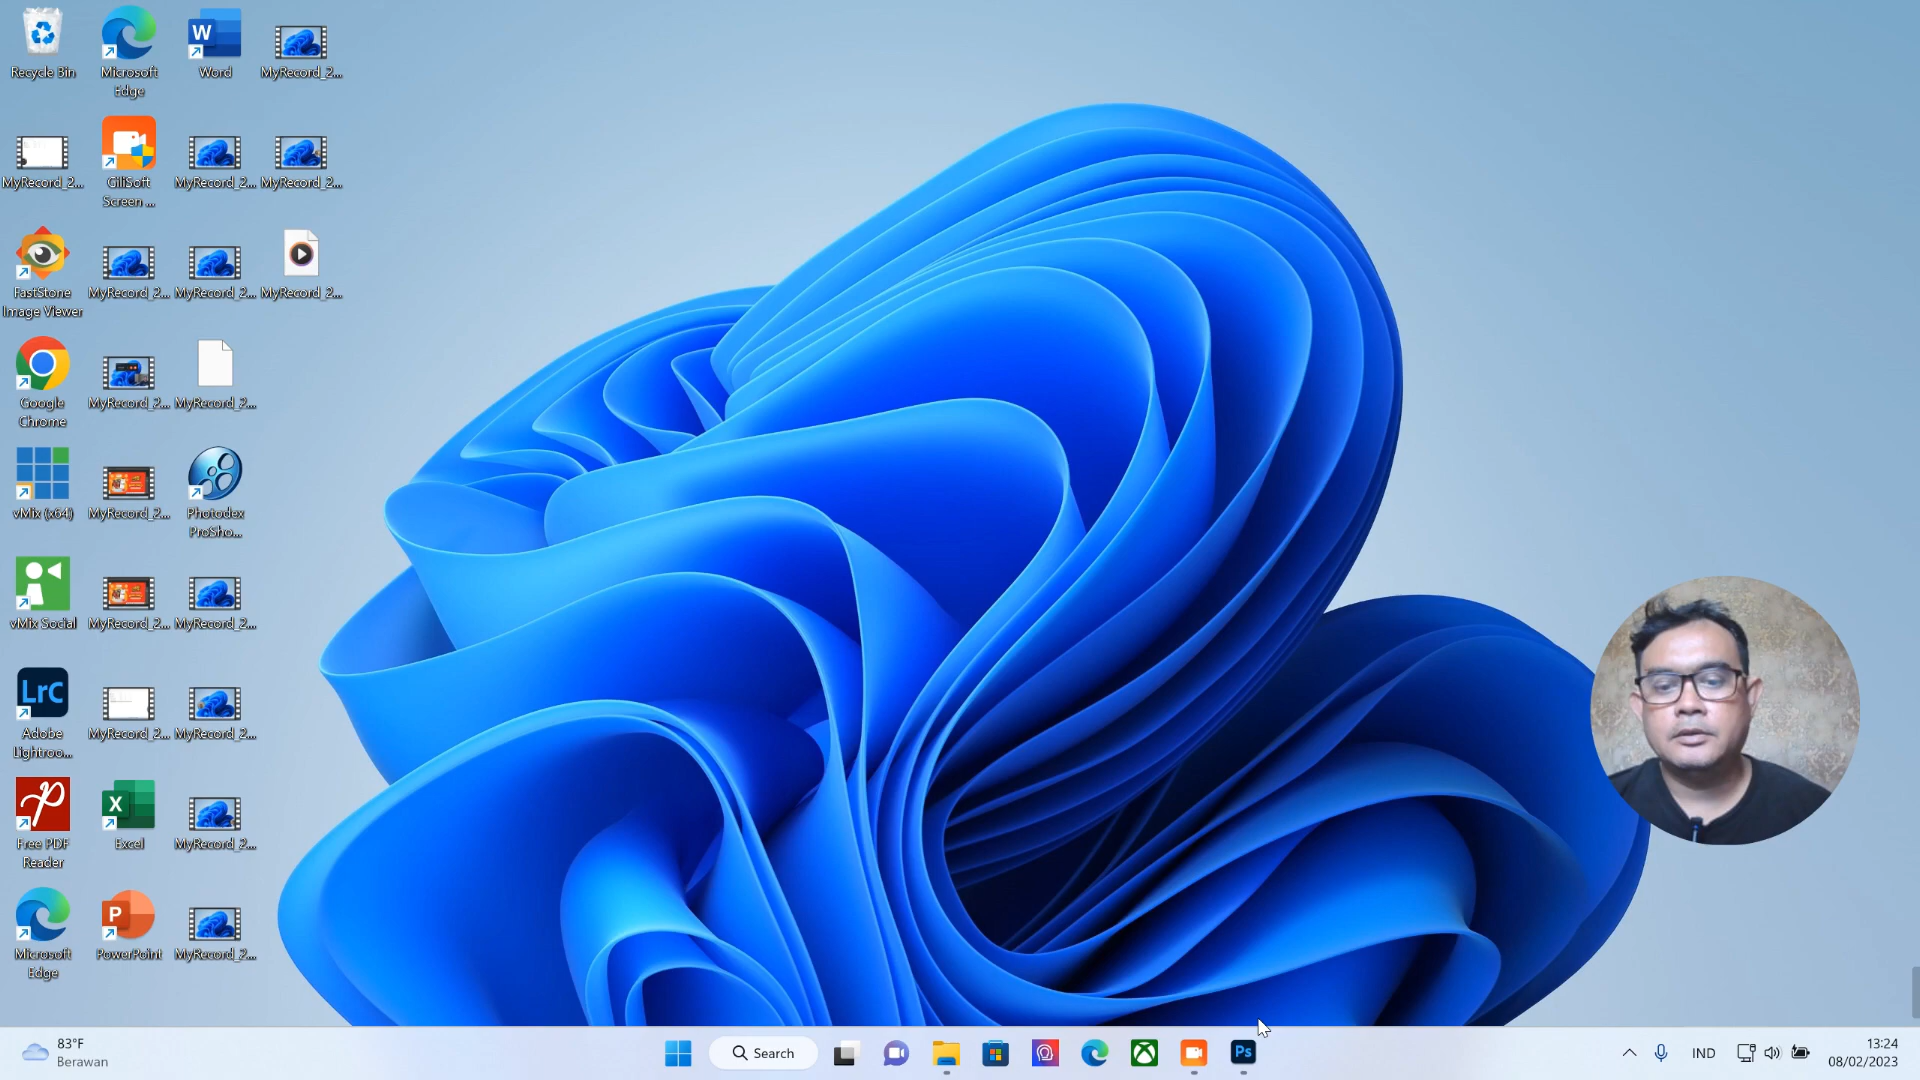 Recycle Bin
Microsoft
Edge
Word
MyRecord_2...
MyRecord_2...
GiliSoft
Screen ...
MyRecord_2...
MyRecord_2...
FastStone
Image Viewer
MyRecord_2...
MyRecord_2...
MyRecord_2...
Google
Chrome
MyRecord_2...
MyRecord_2...
vMix (x64)
MyRecord_2...
Photodex
ProSho...
vMix Social
MyRecord_2...
MyRecord_2...
LrC
Adobe
Lightroo...
MyRecord_2...
MyRecord_2...
Free PDF
Reader
Excel
MyRecord_2...
Microsoft
Edge
PowerPoint
MyRecord_2...
83°F
Berawan
Search
Ps
IND
13:24
08/02/2023